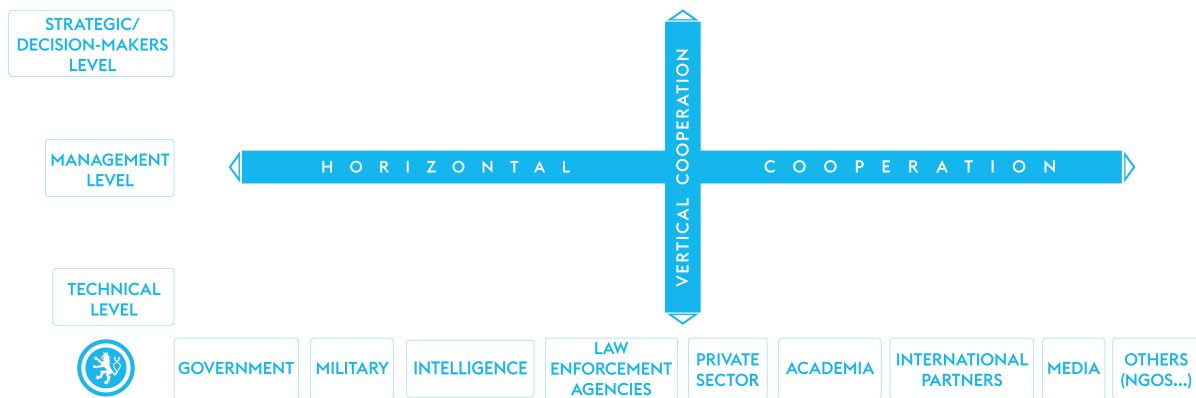 STRATEGIC/
DECISION-MAKERS
LEVEL
VERTICAL COOPERATION
MANAGEMENT
LEVEL
HORIZONTAL COOPERATION
TECHNICAL
LEVEL
GOVERNMENT
MILITARY
INTELLIGENCE
LAW
ENFORCEMENT
AGENCIES
PRIVATE
SECTOR
ACADEMIA
INTERNATIONAL
PARTNERS
MEDIA
OTHERS
(NGOS...)